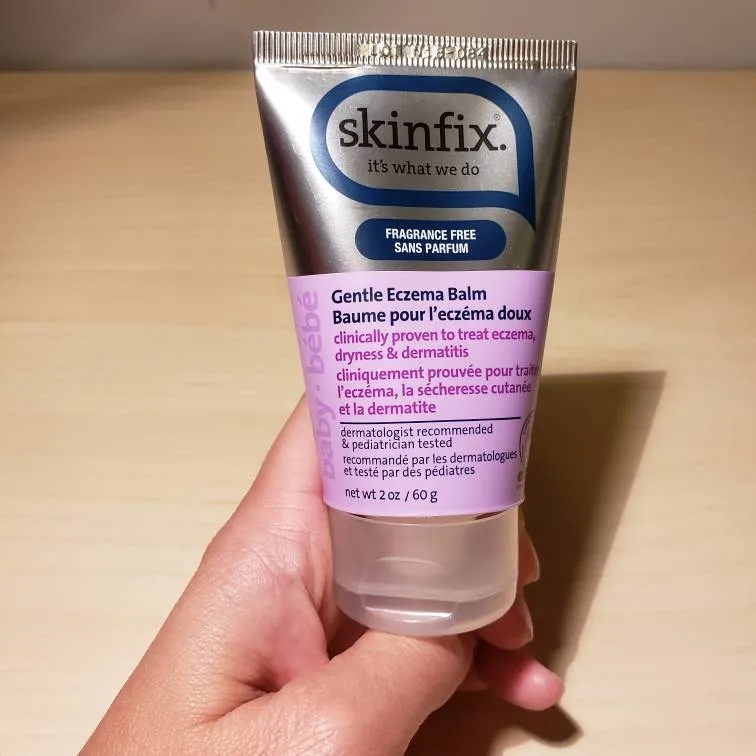 skinfix.®
it's what we do
FRAGRANCE FREE
SANS PARFUM
baby · bébé
Gentle Eczema Balm
Baume pour l'eczéma doux
clinically proven to treat eczema,
dryness & dermatitis
cliniquement prouvée pour
l'eczéma, la sécheresse cutanée
et la dermatite
dermatologist recommended
& pediatrician tested
recommandé par les dermatologues
et testé par des pédiatres
net wt 2 oz / 60 g